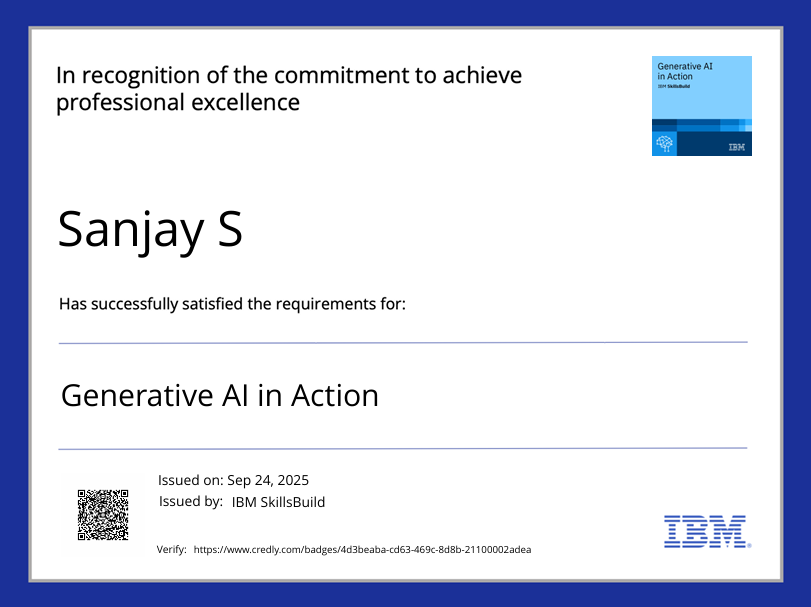 In recognition of the commitment to achieve
professional excellence
Generative AI
in Action
IBM SkillsBuild
IBM
Sanjay S
Has successfully satisfied the requirements for:
Generative AI in Action
Issued on: Sep 24, 2025
Issued by: IBM SkillsBuild
Verify: https://www.credly.com/badges/4d3beaba-cd63-469c-8d8b-21100002adea
IBM®